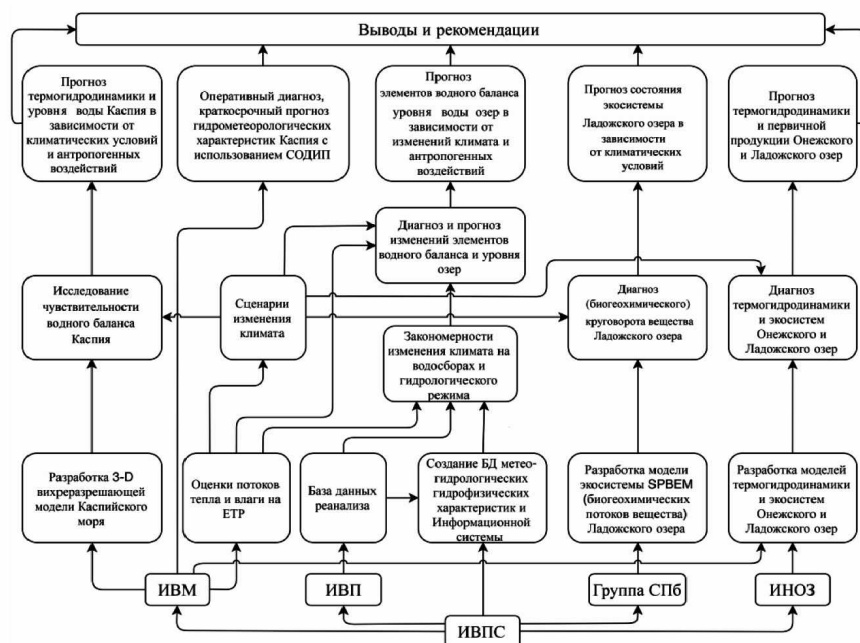 Выводы и рекомендации
Прогноз
термогидродинамики и
уровня воды Каспия в
зависимости от
климатических условий
и антропогенных
воздействий
Оперативный диагноз,
краткосрочный прогноз
гидрометеорологических
характеристик Каспия с
использованием СОДИП
Прогноз
элементов водного баланса
уровня воды озер в
зависимости от
изменений климата и
антропогенных
воздействий
Прогноз состояния
экосистемы
Ладожского озера в
зависимости
от климатических
условий
Прогноз
термогидродинамики
и первичной
продукции Онежского
и Ладожского озер
Диагноз и прогноз
изменений элементов
водного баланса и уровня
озер
Исследование
чувствительности
водного баланса
Каспия
Сценарии
изменения
климата
Диагноз
(биогеохимического)
круговорота вещества
Ладожского озера
Диагноз
термогидродинамики
и экосистем
Онежского и
Ладожского озер
Закономерности
изменения климата на
водосборах и
гидрологического
режима
Разработка 3-D
вихреразрешающей
модели Каспийского
моря
Оценки потоков
тепла и влаги на
ЕТР
База данных
реанализа
Создание БД метео-
гидрологических
гидрофизических
характеристик и
Информационной
системы
Разработка модели
экосистемы SPBEM
(биогеохимических
потоков вещества)
Ладожского озера
Разработка моделей
термогидродинамики
и экосистем
Онежского и
Ладожского озер
ИВМ
ИВП
Группа СПб
ИНОЗ
ИВПС